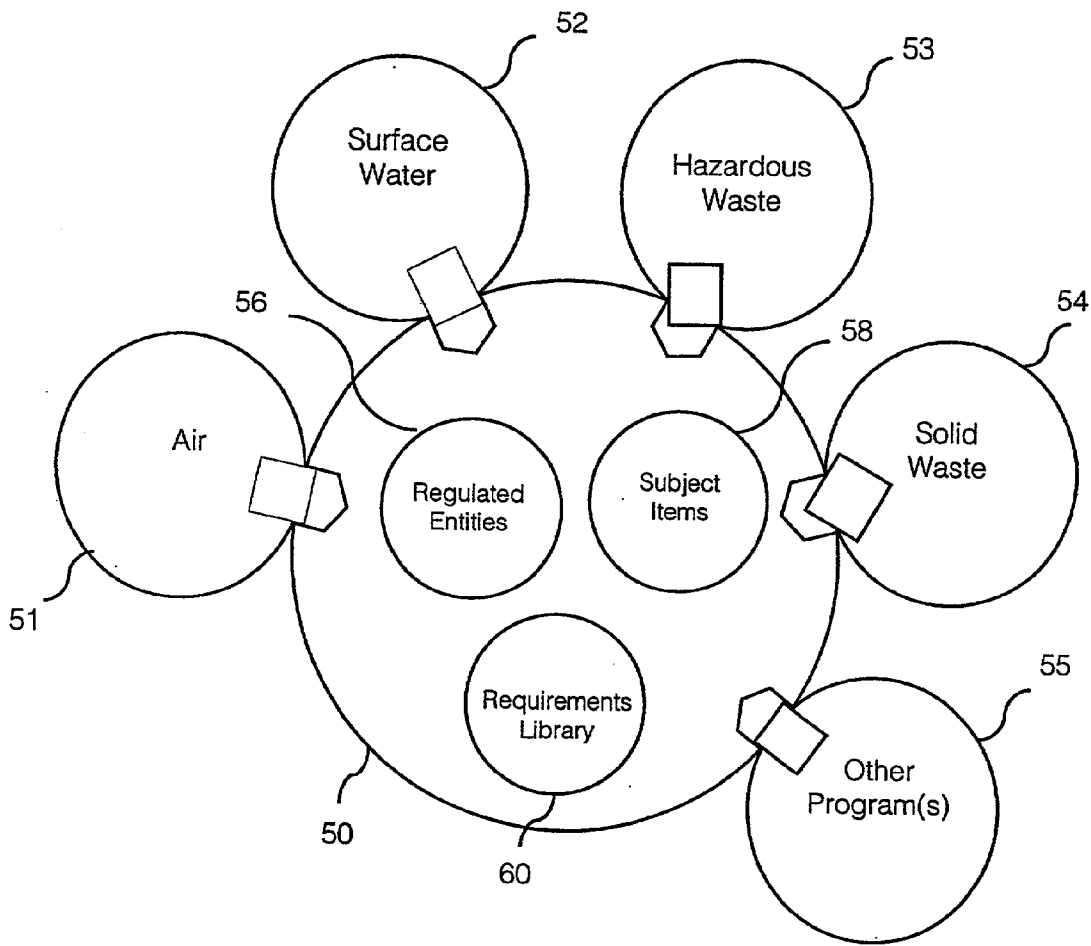 52
53
Surface
Water
Hazardous
Waste
56
54
58
Air
Solid
Waste
Regulated
Entities
Subject
Items
51
Requirements
Library
55
50
Other
Program(s)
60